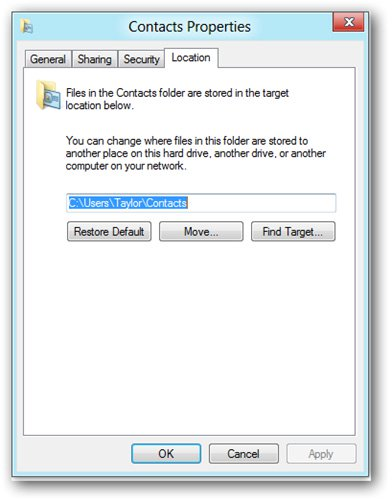 Contacts Properties
General Sharing Security Location
Files in the Contacts folder are stored in the target
location below.
You can change where files in this folder are stored to
another place on this hard drive, another drive, or another
computer on your network.
C:\Users\Taylor\Contacts
Restore Default Move... Find Target...
OK Cancel Apply